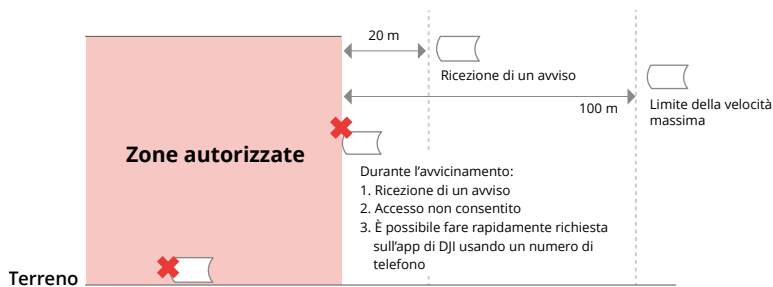 20 m
Ricezione di un avviso
100 m
Limite della velocità
massima
Zone autorizzate
Durante l’avvicinamento:
1. Ricezione di un avviso
2. Accesso non consentito
3. È possibile fare rapidamente richiesta
sull’app di DJI usando un numero di
telefono
Terreno